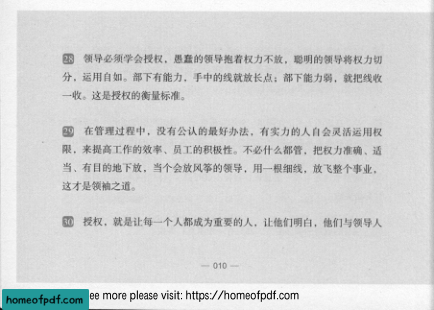 28 领导必须学会授权，愚蠢的领导抱着权力不放，聪明的领导将权力切
分，运用自如。部下有能力，手中的线就放长点；部下能力弱，就把线收
一收。这是授权的衡量标准。
29 在管理过程中，没有公认的最好办法，有实力的人自会灵活运用权
限，来提高工作的效率、员工的积极性。不必什么都管，把权力准确、适
当、有目的地下放，当个会放风筝的领导，用一根细线，放飞整个事业，
这才是领袖之道。
30 授权，就是让每一个人都成为重要的人，让他们明白，他们与领导人
— 010 —
ee more please visit: https://homeofpdf.com
homeofpdf.com